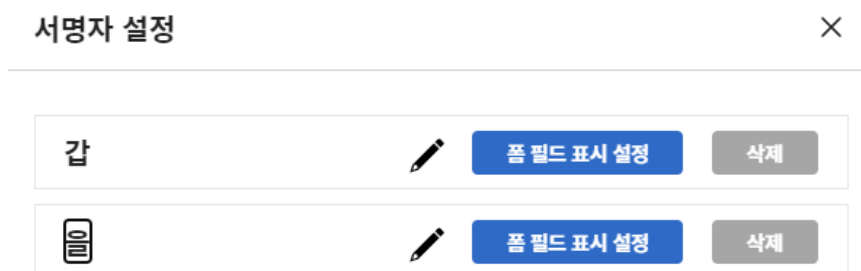 서명자 설정
갑 폼 필드 표시 설정 삭제
을 폼 필드 표시 설정 삭제